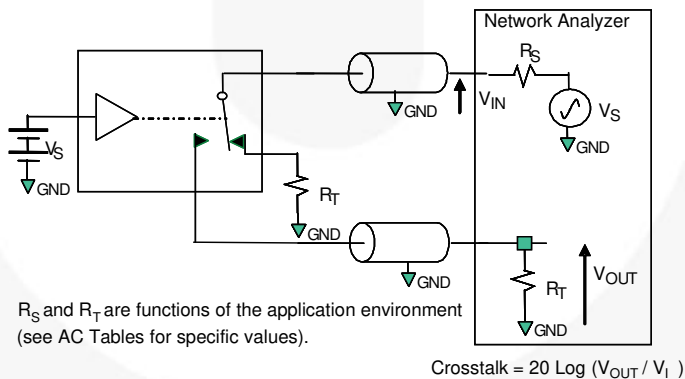 Network Analyzer
RS
VS
GND
VIN
GND
VS
GND
RT
GND
GND
RT
VOUT
GND
RS and RT are functions of the application environment
(see AC Tables for specific values).
Crosstalk = 20 Log (VOUT / VI )